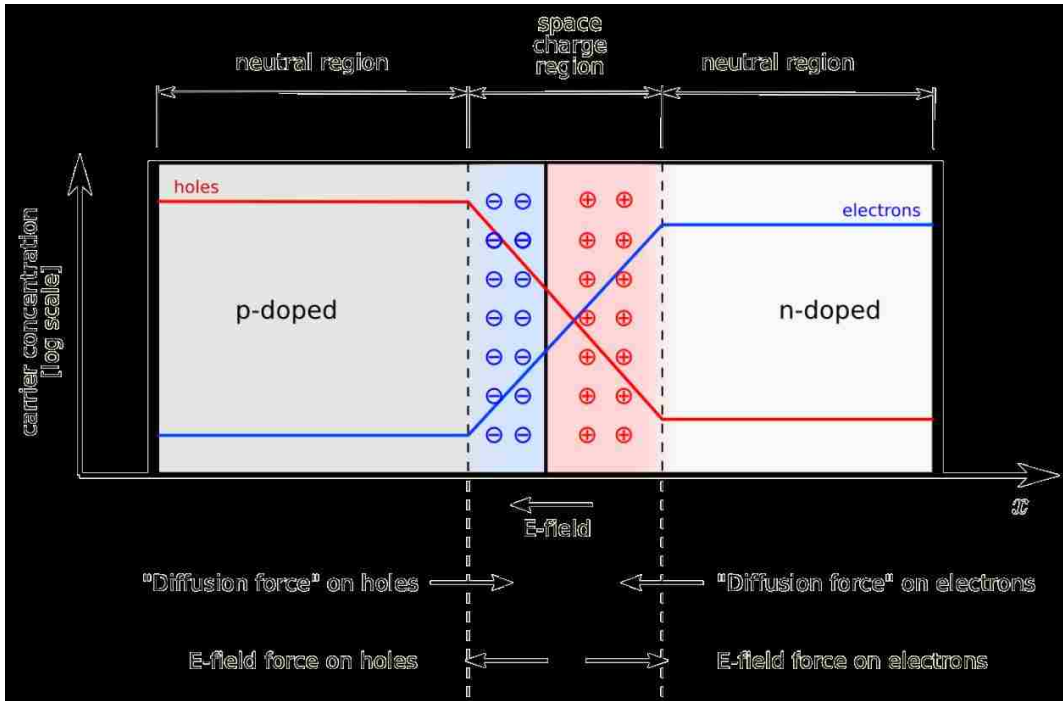 space
charge
region
neutral region
neutral region
holes
electrons
carrier concentration
[log scale]
p-doped
n-doped
x
E-field
"Diffusion force" on holes
"Diffusion force" on electrons
E-field force on holes
E-field force on electrons